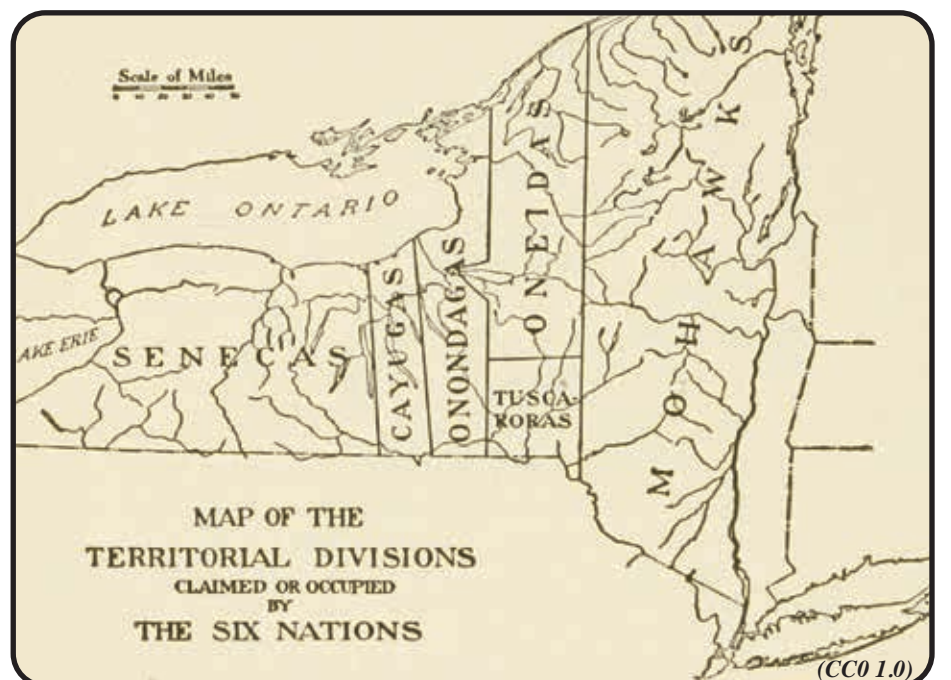 Scale of Miles
LAKE ONTARIO
LAKE ERIE
SENECAS
CAYUGAS
ONONDAGAS
ONEIDAS
TUSCA-
RORAS
MOHAWKS
MAP OF THE
TERRITORIAL DIVISIONS
CLAIMED OR OCCUPIED
BY
THE SIX NATIONS
(CC0 1.0)